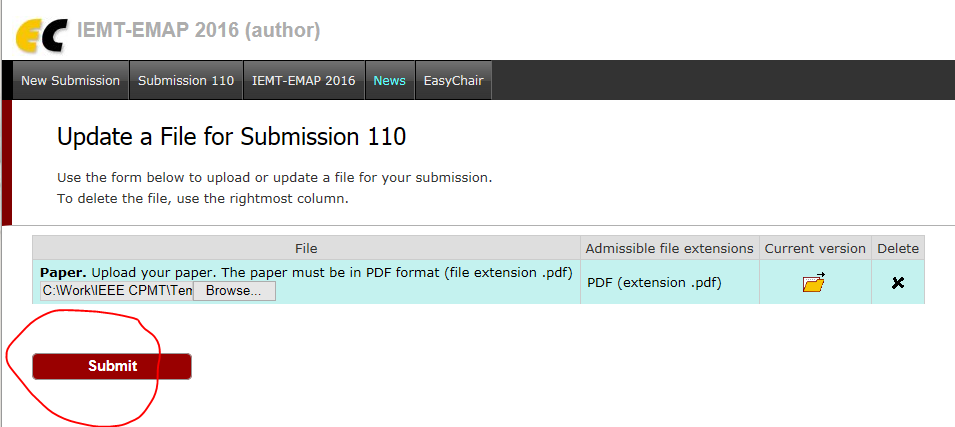 EC IEMT-EMAP 2016 (author)
New Submission Submission 110 IEMT-EMAP 2016 News EasyChair
Update a File for Submission 110
Use the form below to upload or update a file for your submission.
To delete the file, use the rightmost column.
File Admissible file extensions Current version Delete
Paper. Upload your paper. The paper must be in PDF format (file extension .pdf)
C:\Work\IEEE CPMT\Tem Browse... PDF (extension .pdf)
Submit